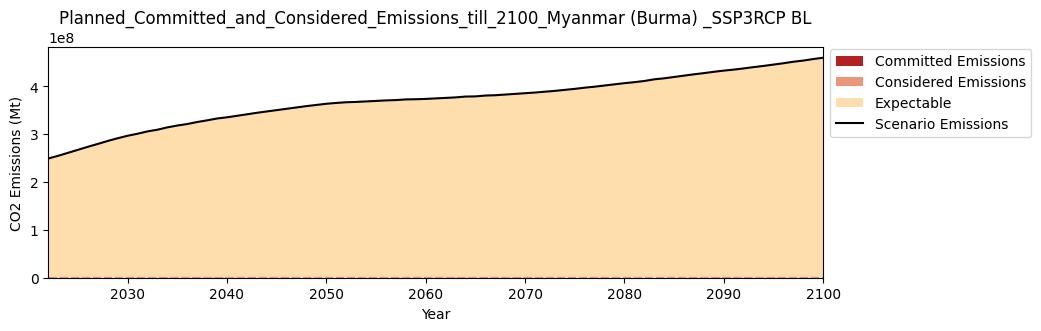 Planned_Committed_and_Considered_Emissions_till_2100_Myanmar (Burma) _SSP3RCP BL
1e8
4
3
2
1
0
CO2 Emissions (Mt)
2030 2040 2050 2060 2070 2080 2090 2100
Year
Committed Emissions
Considered Emissions
Expectable
Scenario Emissions